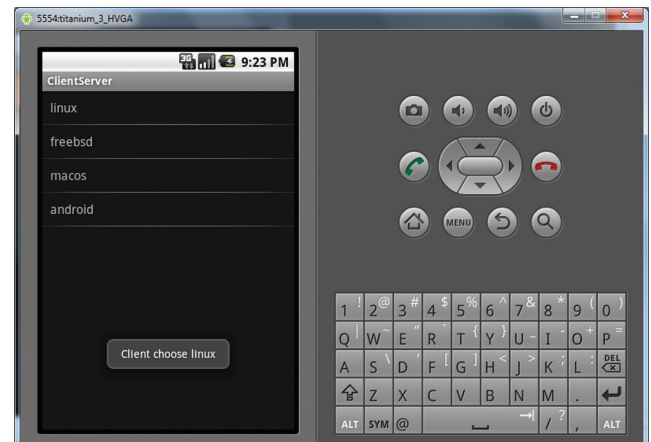 5554:titanium_3_HVGA
3G
9:23 PM
ClientServer
linux
freebsd
macos
android
Client choose linux
MENU
1 ! 2 @ 3 # 4 $ 5 % 6 ^ 7 & 8 * 9 ( 0 )
Q | W ~ E " R ` T { Y } U _ I - O + P =
A S \ D ' F [ G ] H < J > K ; L : DEL
Z X C V B N M .
ALT SYM @ / ? , ALT